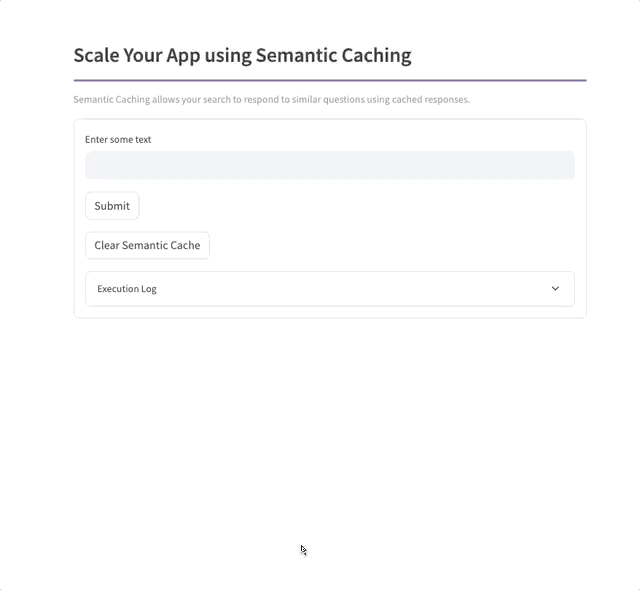 Scale Your App using Semantic Caching
Semantic Caching allows your search to respond to similar questions using cached responses.
Enter some text
Submit
Clear Semantic Cache
Execution Log